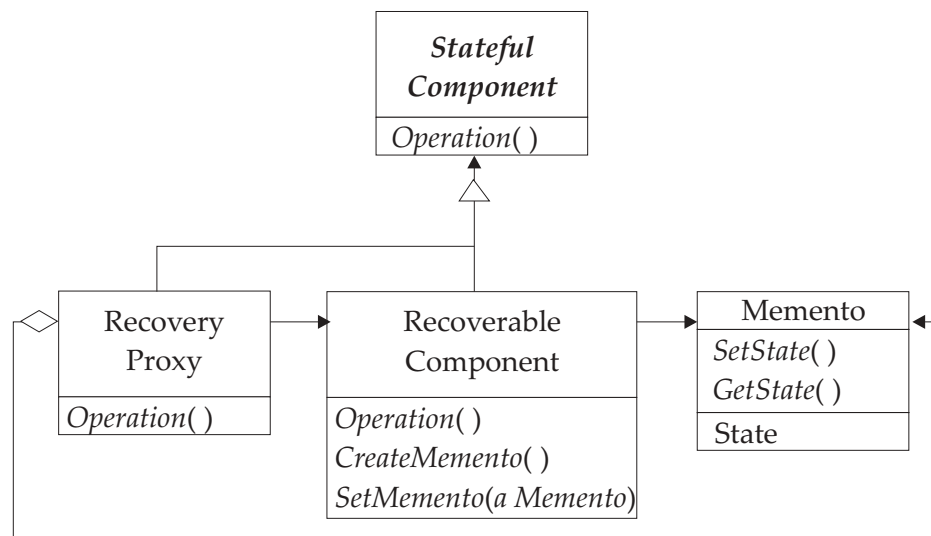 Stateful
Component
Operation( )
Recovery
Proxy
Operation( )
Recoverable
Component
Operation( )
CreateMemento( )
SetMemento(a Memento)
Memento
SetState( )
GetState( )
State